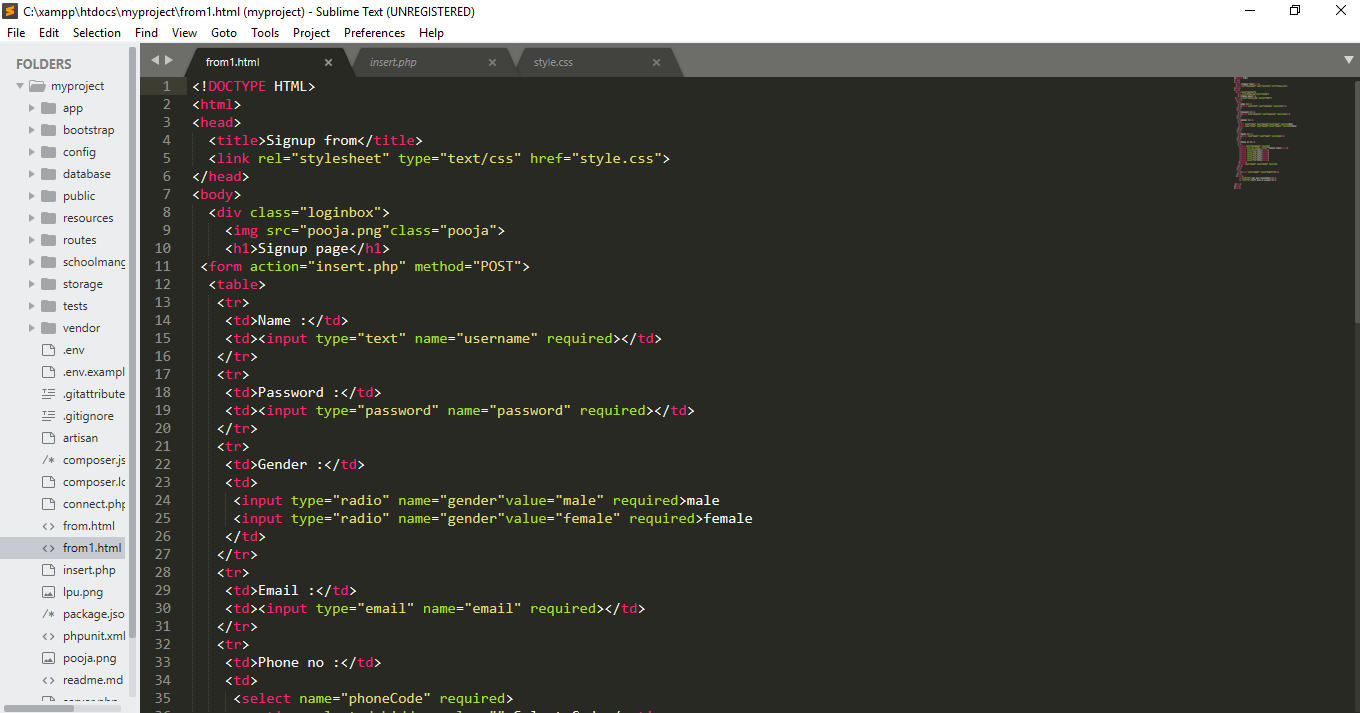 C:\xampp\htdocs\myproject\from1.html (myproject) - Sublime Text (UNREGISTERED)
File Edit Selection Find View Goto Tools Project Preferences Help
FOLDERS
myproject
app
bootstrap
config
database
public
resources
routes
schoolmang
storage
tests
vendor
.env
.env.exampl
.gitattribute
.gitignore
artisan
composer.js
composer.lo
connect.php
from.html
from1.html
insert.php
lpu.png
package.jso
phpunit.xml
pooja.png
readme.md
from1.html insert.php style.css
1 <!DOCTYPE HTML>
2 <html>
3 <head>
4 <title>Signup from</title>
5 <link rel="stylesheet" type="text/css" href="style.css">
6 </head>
7 <body>
8 <div class="loginbox">
9 <img src="pooja.png"class="pooja">
10 <h1>Signup page</h1>
11 <form action="insert.php" method="POST">
12 <table>
13 <tr>
14 <td>Name :</td>
15 <td><input type="text" name="username" required></td>
16 </tr>
17 <tr>
18 <td>Password :</td>
19 <td><input type="password" name="password" required></td>
20 </tr>
21 <tr>
22 <td>Gender :</td>
23 <td>
24 <input type="radio" name="gender"value="male" required>male
25 <input type="radio" name="gender"value="female" required>female
26 </td>
27 </tr>
28 <tr>
29 <td>Email :</td>
30 <td><input type="email" name="email" required></td>
31 </tr>
32 <tr>
33 <td>Phone no :</td>
34 <td>
35 <select name="phoneCode" required>